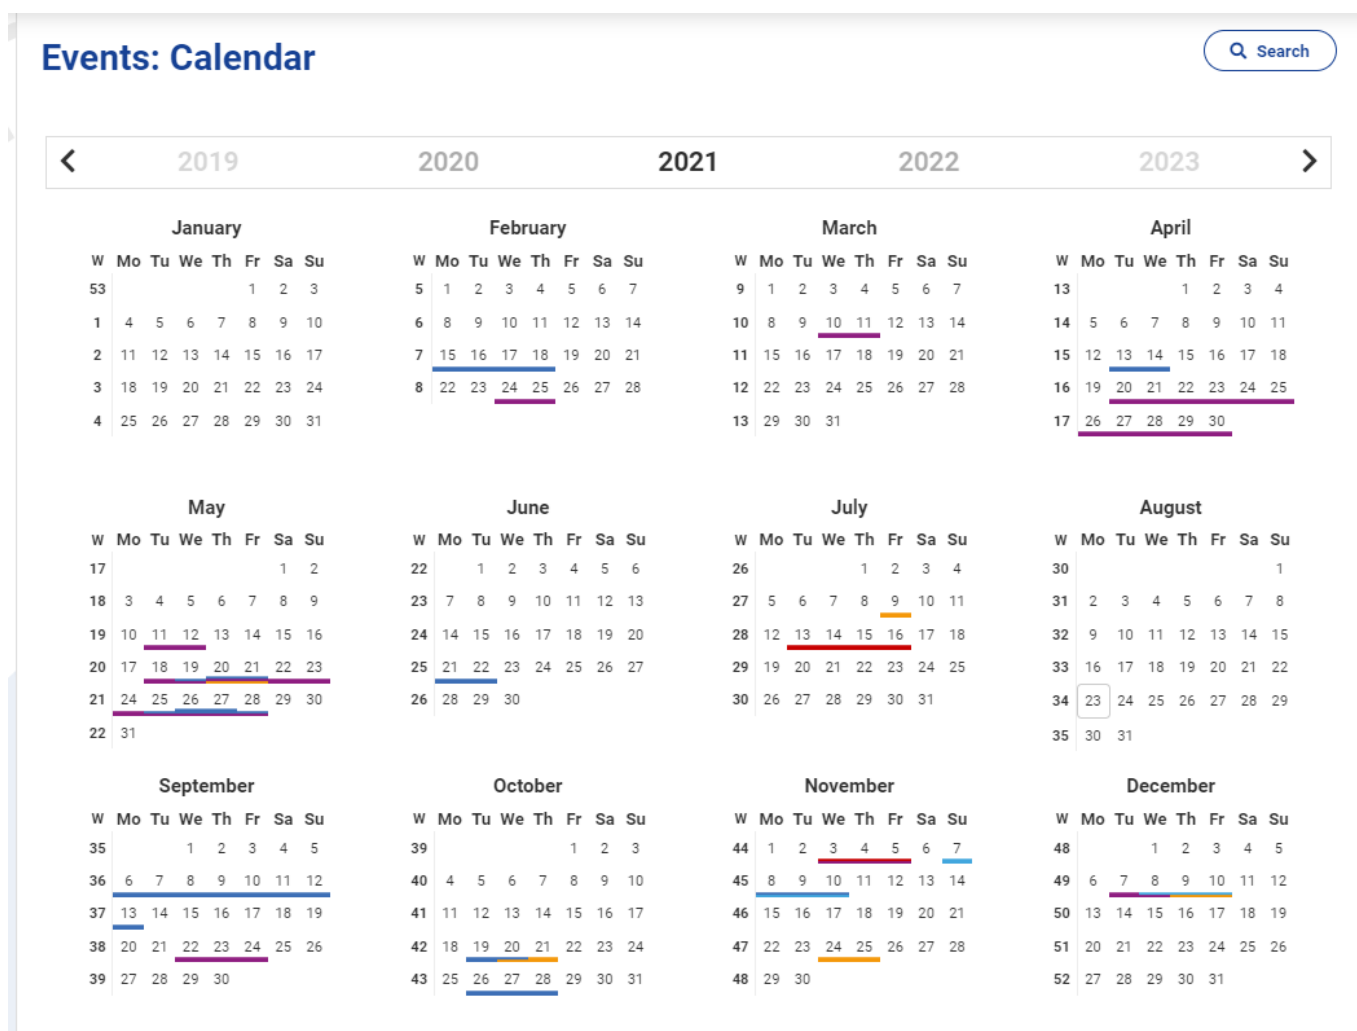 Events: Calendar
Search
2019 2020 2021 2022 2023
January February March April
W Mo Tu We Th Fr Sa Su W Mo Tu We Th Fr Sa Su W Mo Tu We Th Fr Sa Su W Mo Tu We Th Fr Sa Su
53 1 2 3 5 1 2 3 4 5 6 7 9 1 2 3 4 5 6 7 13 1 2 3 4
1 4 5 6 7 8 9 10 6 8 9 10 11 12 13 14 10 8 9 10 11 12 13 14 14 5 6 7 8 9 10 11
2 11 12 13 14 15 16 17 7 15 16 17 18 19 20 21 11 15 16 17 18 19 20 21 15 12 13 14 15 16 17 18
3 18 19 20 21 22 23 24 8 22 23 24 25 26 27 28 12 22 23 24 25 26 27 28 16 19 20 21 22 23 24 25
4 25 26 27 28 29 30 31 13 29 30 31 17 26 27 28 29 30
May June July August
W Mo Tu We Th Fr Sa Su W Mo Tu We Th Fr Sa Su W Mo Tu We Th Fr Sa Su W Mo Tu We Th Fr Sa Su
17 1 2 22 1 2 3 4 5 6 26 1 2 3 4 30 1
18 3 4 5 6 7 8 9 23 7 8 9 10 11 12 13 27 5 6 7 8 9 10 11 31 2 3 4 5 6 7 8
19 10 11 12 13 14 15 16 24 14 15 16 17 18 19 20 28 12 13 14 15 16 17 18 32 9 10 11 12 13 14 15
20 17 18 19 20 21 22 23 25 21 22 23 24 25 26 27 29 19 20 21 22 23 24 25 33 16 17 18 19 20 21 22
21 24 25 26 27 28 29 30 26 28 29 30 30 26 27 28 29 30 31 34 23 24 25 26 27 28 29
22 31 35 30 31
September October November December
W Mo Tu We Th Fr Sa Su W Mo Tu We Th Fr Sa Su W Mo Tu We Th Fr Sa Su W Mo Tu We Th Fr Sa Su
35 1 2 3 4 5 39 1 2 3 44 1 2 3 4 5 6 7 48 1 2 3 4 5
36 6 7 8 9 10 11 12 40 4 5 6 7 8 9 10 45 8 9 10 11 12 13 14 49 6 7 8 9 10 11 12
37 13 14 15 16 17 18 19 41 11 12 13 14 15 16 17 46 15 16 17 18 19 20 21 50 13 14 15 16 17 18 19
38 20 21 22 23 24 25 26 42 18 19 20 21 22 23 24 47 22 23 24 25 26 27 28 51 20 21 22 23 24 25 26
39 27 28 29 30 43 25 26 27 28 29 30 31 48 29 30 52 27 28 29 30 31